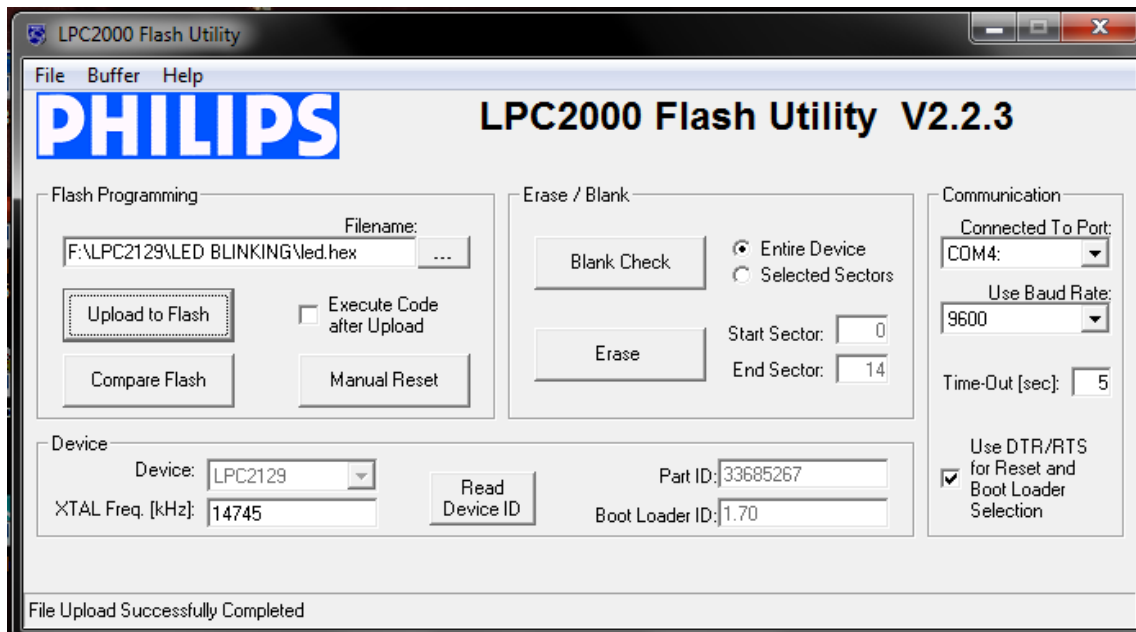 LPC2000 Flash Utility
File Buffer Help
PHILIPS
LPC2000 Flash Utility V2.2.3
Flash Programming
Filename:
F:\LPC2129\LED BLINKING\led.hex
...
Upload to Flash
Execute Code
after Upload
Compare Flash
Manual Reset
Erase / Blank
Blank Check
Entire Device
Selected Sectors
Erase
Start Sector: 0
End Sector: 14
Communication
Connected To Port:
COM4:
Use Baud Rate:
9600
Time-Out [sec]: 5
Use DTR/RTS
for Reset and
Boot Loader
Selection
Device
Device: LPC2129
XTAL Freq. [kHz]: 14745
Read
Device ID
Part ID: 33685267
Boot Loader ID: 1.70
File Upload Successfully Completed